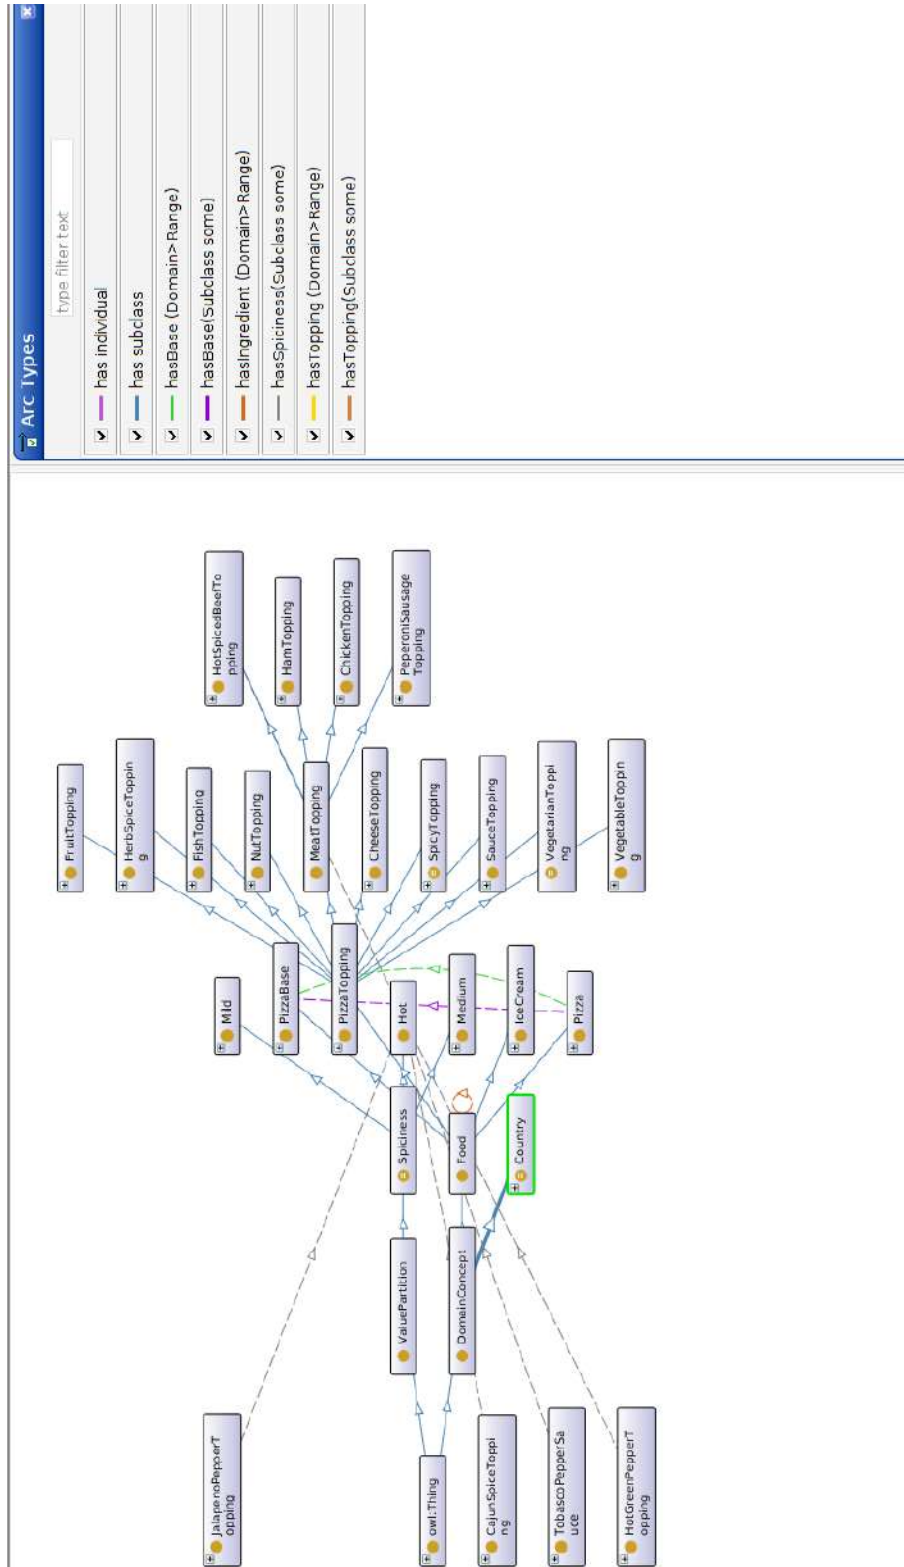 Arc Types
type filter text
has individual
has subclass
hasBase (Domain>Range)
hasBase(Subclass some)
hasIngredient (Domain>Range)
hasSpiciness(Subclass some)
hasTopping (Domain>Range)
hasTopping(Subclass some)
JalapenoPepperT
opping
owl:Thing
CajunSpiceToppi
ng
TobascoPepperSa
uce
HotGreenPepperT
opping
ValuePartition
DomainConcept
Spiciness
Food
Country
Mild
PizzaBase
PizzaTopping
Hot
Medium
IceCream
Pizza
FruitTopping
HerbSpiceToppin
g
FishTopping
NutTopping
MeatTopping
CheeseTopping
SpicyTopping
SauceTopping
VegetarianToppi
ng
VegetableToppin
g
HotSpicedBeefTo
pping
HamTopping
ChickenTopping
PeperoniSausage
Topping